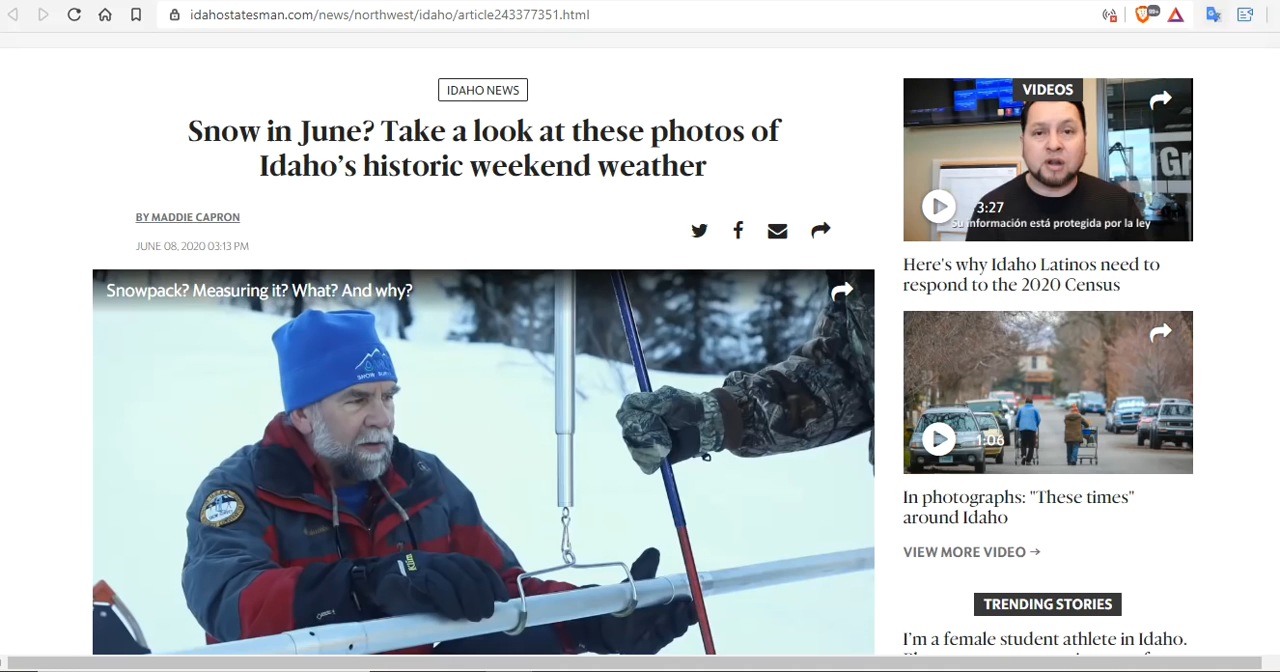 idahostatesman.com/news/northwest/idaho/article243377351.html
99+
IDAHO NEWS
Snow in June? Take a look at these photos of
Idaho's historic weekend weather
BY MADDIE CAPRON
JUNE 08, 2020 03:13 PM
Snowpack? Measuring it? What? And why?
SNOW
Klim
VIDEOS
Gr
3:27
Su información está protegida por la ley
Here's why Idaho Latinos need to
respond to the 2020 Census
1:06
In photographs: "These times"
around Idaho
VIEW MORE VIDEO →
TRENDING STORIES
I'm a female student athlete in Idaho.